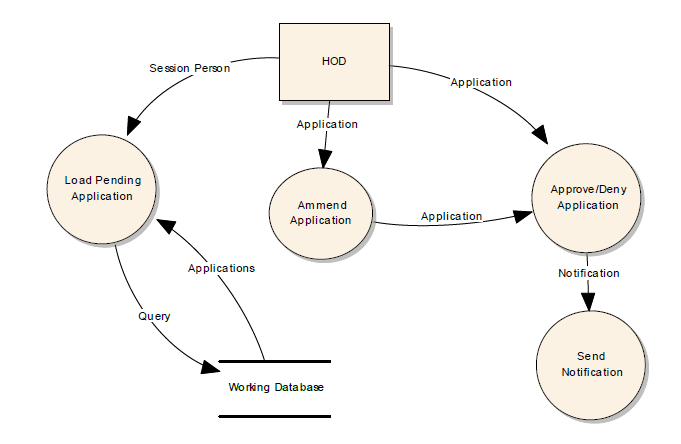 HOD
Session Person
Application
Application
Load Pending
Application
Ammend
Application
Approve/Deny
Application
Application
Applications
Notification
Query
Working Database
Send
Notification